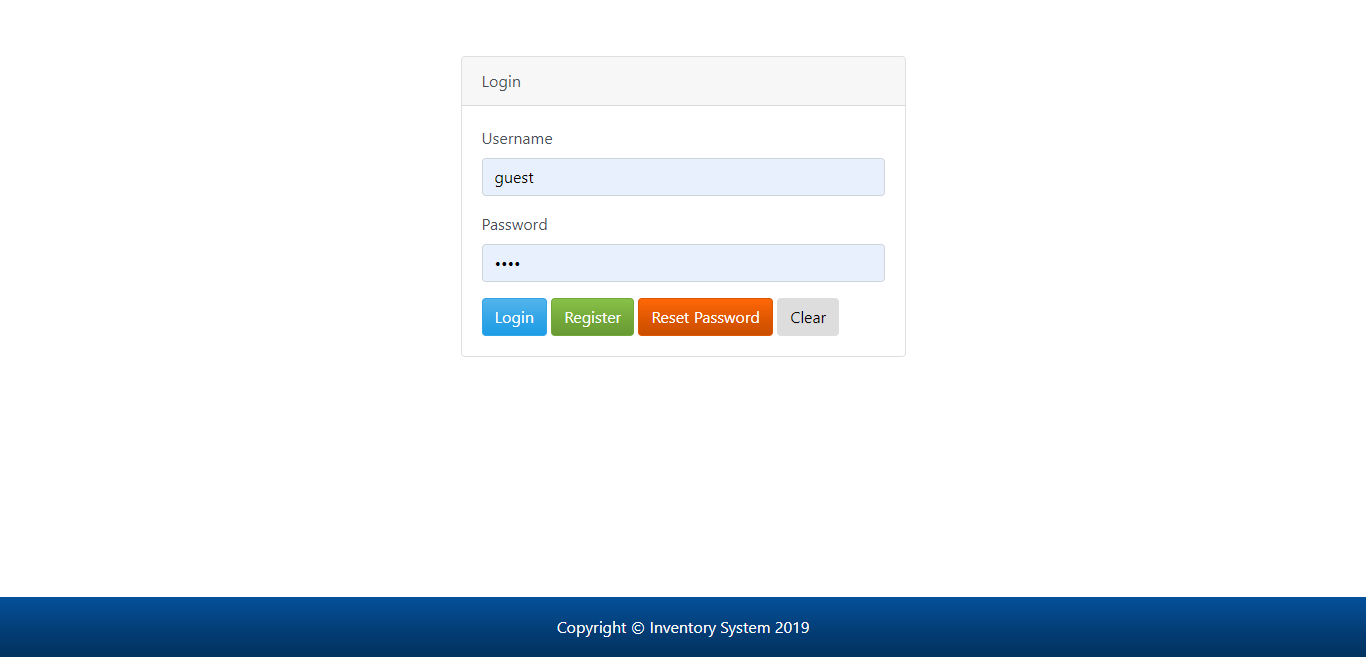 Login
Username
guest
Password
••••
Login Register Reset Password Clear
Copyright © Inventory System 2019